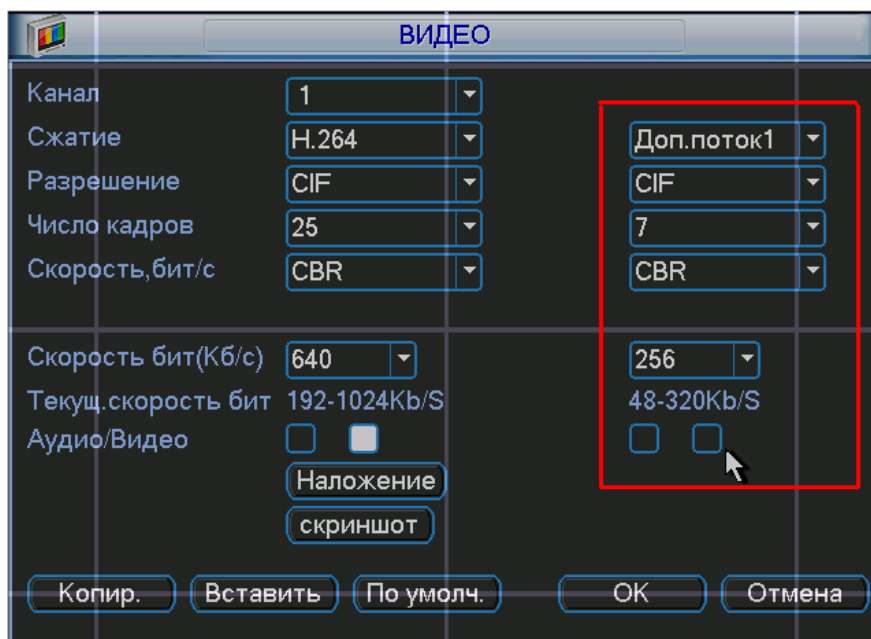 ВИДЕО
Канал 1
Сжатие H.264 Доп.поток1
Разрешение CIF CIF
Число кадров 25 7
Скорость,бит/с CBR CBR
Скорость бит(Кб/с) 640 256
Текущ.скорость бит 192-1024Kb/S 48-320Kb/S
Аудио/Видео
Наложение
скриншот
Копир. Вставить По умолч. OK Отмена